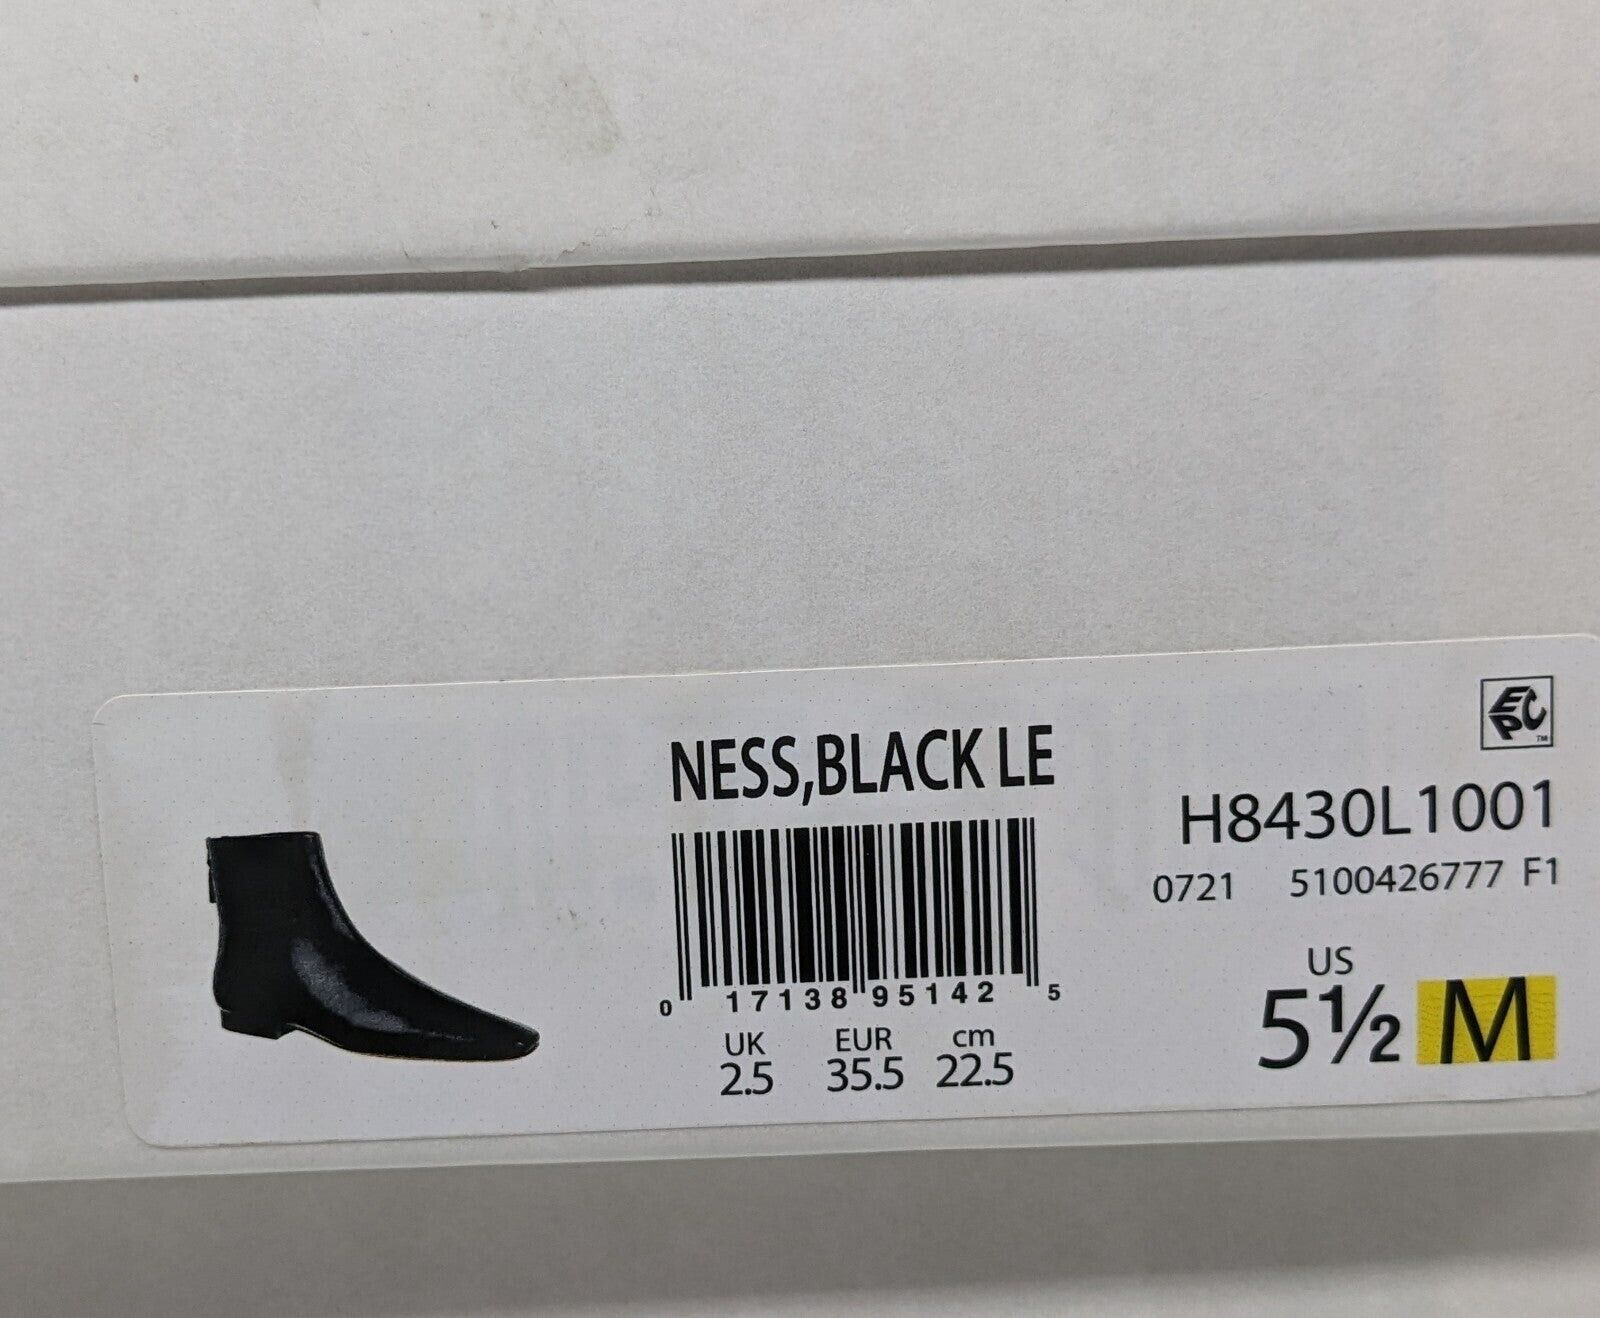 EPC™
NESS,BLACK LE
H8430L1001
0721 5100426777 F1
0 17138 95142 5
US
5½ M
UK EUR cm
2.5 35.5 22.5